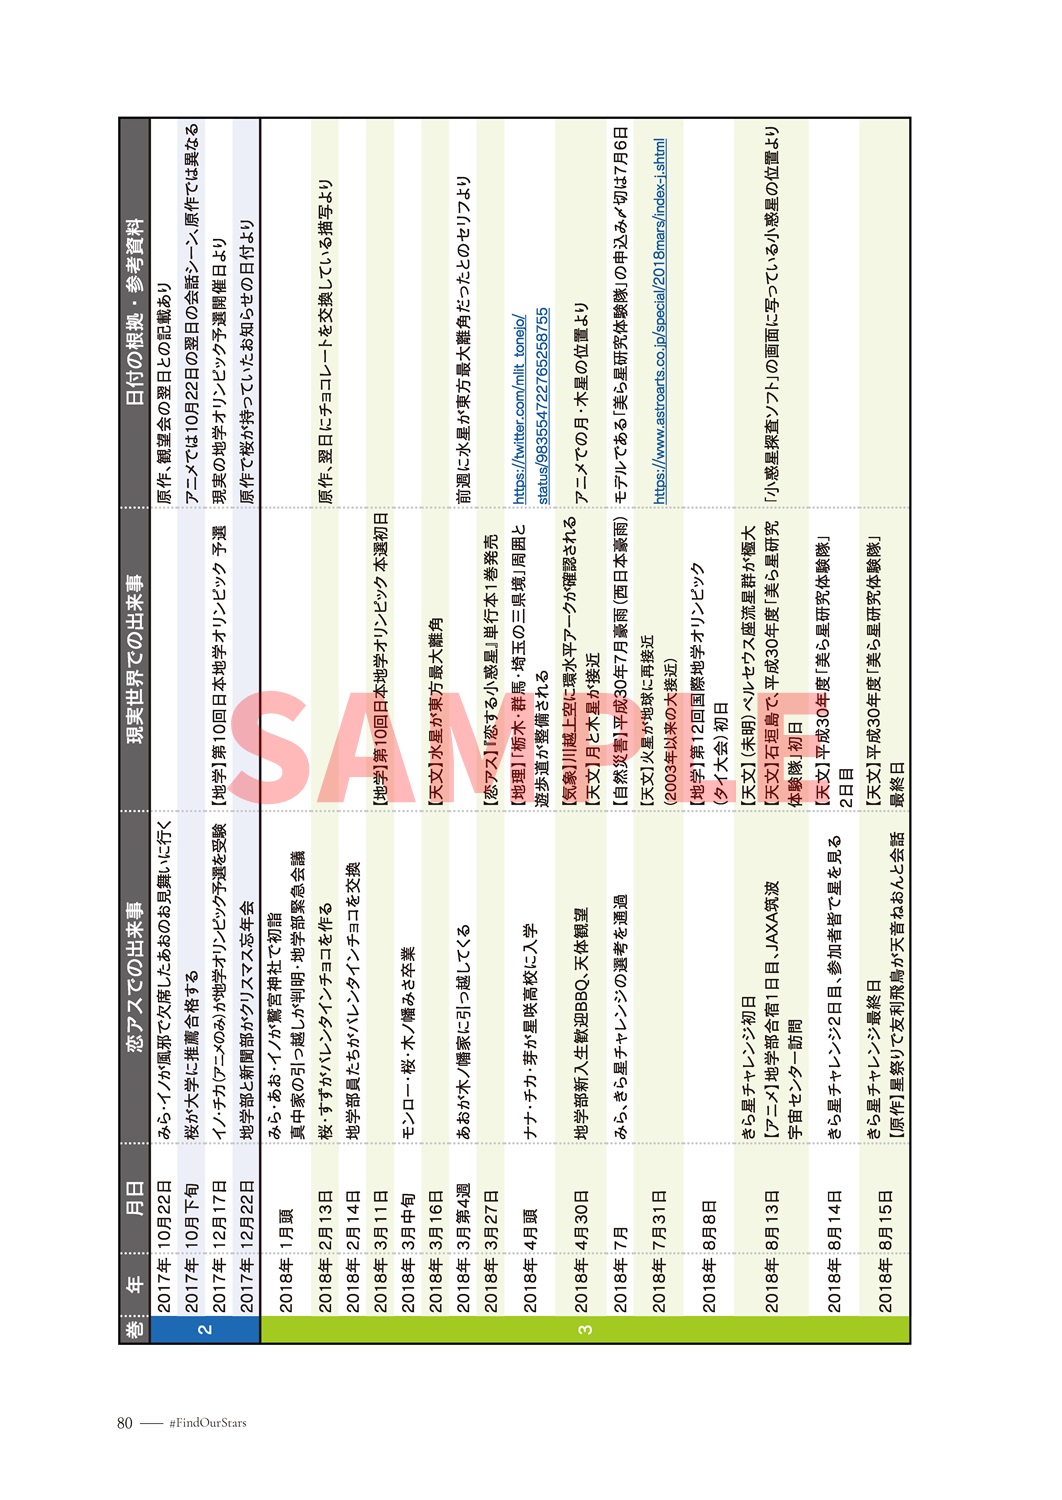 巻 年 月日 恋アスでの出来事 現実世界での出来事 日付の根拠・参考資料
2
2017年 10月22日 みら・イノが風邪で欠席したあおのお見舞いに行く 原作、観望会の翌日との記載あり
2017年 10月下旬 桜が大学に推薦合格する アニメでは10月22日の翌日の会話シーン、原作では異なる
2017年 12月17日 イノ・チカ(アニメのみ)が地学オリンピック予選を受験 【地学】第10回日本地学オリンピック 予選 現実の地学オリンピック予選開催日より
2017年 12月22日 地学部と新聞部がクリスマス忘年会 原作で桜が持っていたお知らせの日付より
3
2018年 1月頭 みら・あお・イノが鷲宮神社で初詣
真中家の引っ越しが判明・地学部緊急会議
2018年 2月13日 桜・すずがバレンタインチョコを作る 原作、翌日にチョコレートを交換している描写より
2018年 2月14日 地学部員たちがバレンタインチョコを交換
2018年 3月11日 【地学】第10回日本地学オリンピック 本選初日
2018年 3月中旬 モンロー・桜・木ノ幡みさ卒業
2018年 3月16日 【天文】水星が東方最大離角
2018年 3月第4週 あおが木ノ幡家に引っ越してくる 前週に水星が東方最大離角だったとのセリフより
2018年 3月27日 【恋アス】『恋する小惑星』単行本1巻発売
2018年 4月頭 ナナ・チカ・芽が星咲高校に入学 【地理】「栃木・群馬・埼玉の三県境」周囲と
遊歩道が整備される
https://twitter.com/mlit_tonejo/
status/983554722765258755
2018年 4月30日 地学部新入生歓迎BBQ、天体観望 【気象】川越上空に環水平アークが確認される
【天文】月と木星が接近
アニメでの月・木星の位置より
2018年 7月 みら、きら星チャレンジの選考を通過 【自然災害】平成30年7月豪雨(西日本豪雨) モデルである「美ら星研究体験隊」の申込み〆切は7月6日
2018年 7月31日 【天文】火星が地球に再接近
(2003年以来の大接近)
https://www.astroarts.co.jp/special/2018mars/index-j.shtml
2018年 8月8日 【地学】第12回国際地学オリンピック
(タイ大会)初日
2018年 8月13日 きら星チャレンジ初日
【アニメ】地学部合宿1日目、JAXA筑波
宇宙センター訪問
【天文】(未明)ペルセウス座流星群が極大
【天文】石垣島で、平成30年度「美ら星研究
体験隊」初日
「小惑星探査ソフト」の画面に写っている小惑星の位置より
2018年 8月14日 きら星チャレンジ2日目、参加者皆で星を見る 【天文】平成30年度「美ら星研究体験隊」
2日目
2018年 8月15日 きら星チャレンジ最終日
【原作】星祭りで友利飛鳥が天音ねおんと会話
【天文】平成30年度「美ら星研究体験隊」
最終日
SAMPLE
80 — #FindOurStars